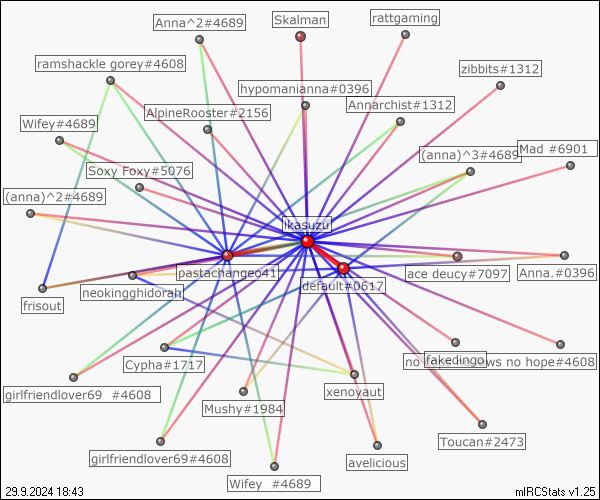 Anna^2#4689
Skalman
rattgaming
ramshackle gorey#4608
zibbits#1312
hypomanianna#0396
AlpineRooster#2156
Annarchist#1312
Wifey#4689
Mad #6901
(anna)^3#4689
Soxy Foxy#5076
(anna)^2#4689
ikasuzu
pastachangeo41
ace deucy#7097
Anna.#0396
default#0617
neokingghidorah
frisout
no
fakedingo
ws no hope#4608
Cypha#1717
girlfriendlover69 #4608
xenoyaut
Mushy#1984
Toucan#2473
girlfriendlover69#4608
avelicious
Wifey #4689
29.9.2024 18:43
mIRCStats v1.25